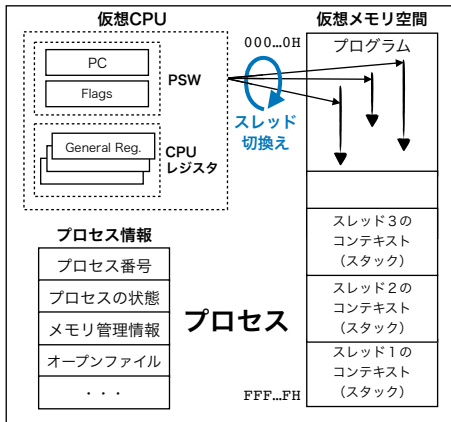 仮想CPU
PC
Flags
PSW
General Reg.
CPU
レジスタ
スレッド
切換え
プロセス情報
プロセス番号
プロセスの状態
メモリ管理情報
オープンファイル
・・・
プロセス
仮想メモリ空間
000…0H
プログラム
スレッド３の
コンテキスト
（スタック）
スレッド２の
コンテキスト
（スタック）
スレッド１の
コンテキスト
（スタック）
FFF…FH